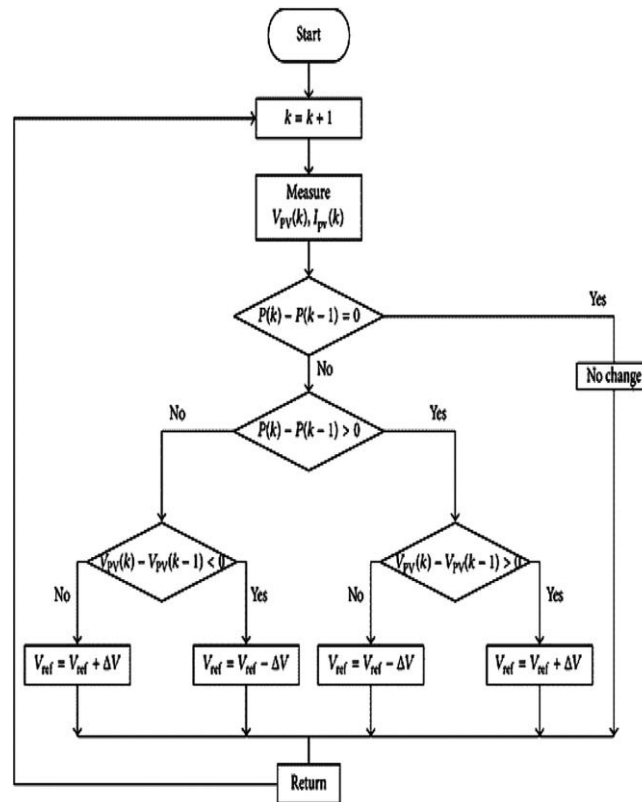 Start
k = k + 1
Measure
V_PV(k), I_pv(k)
P(k) − P(k − 1) = 0
Yes
No change
No
P(k) − P(k − 1) > 0
No
Yes
V_PV(k) − V_PV(k − 1) < 0
V_PV(k) − V_PV(k − 1) > 0
No
Yes
No
Yes
V_ref = V_ref + ΔV
V_ref = V_ref − ΔV
V_ref = V_ref − ΔV
V_ref = V_ref + ΔV
Return